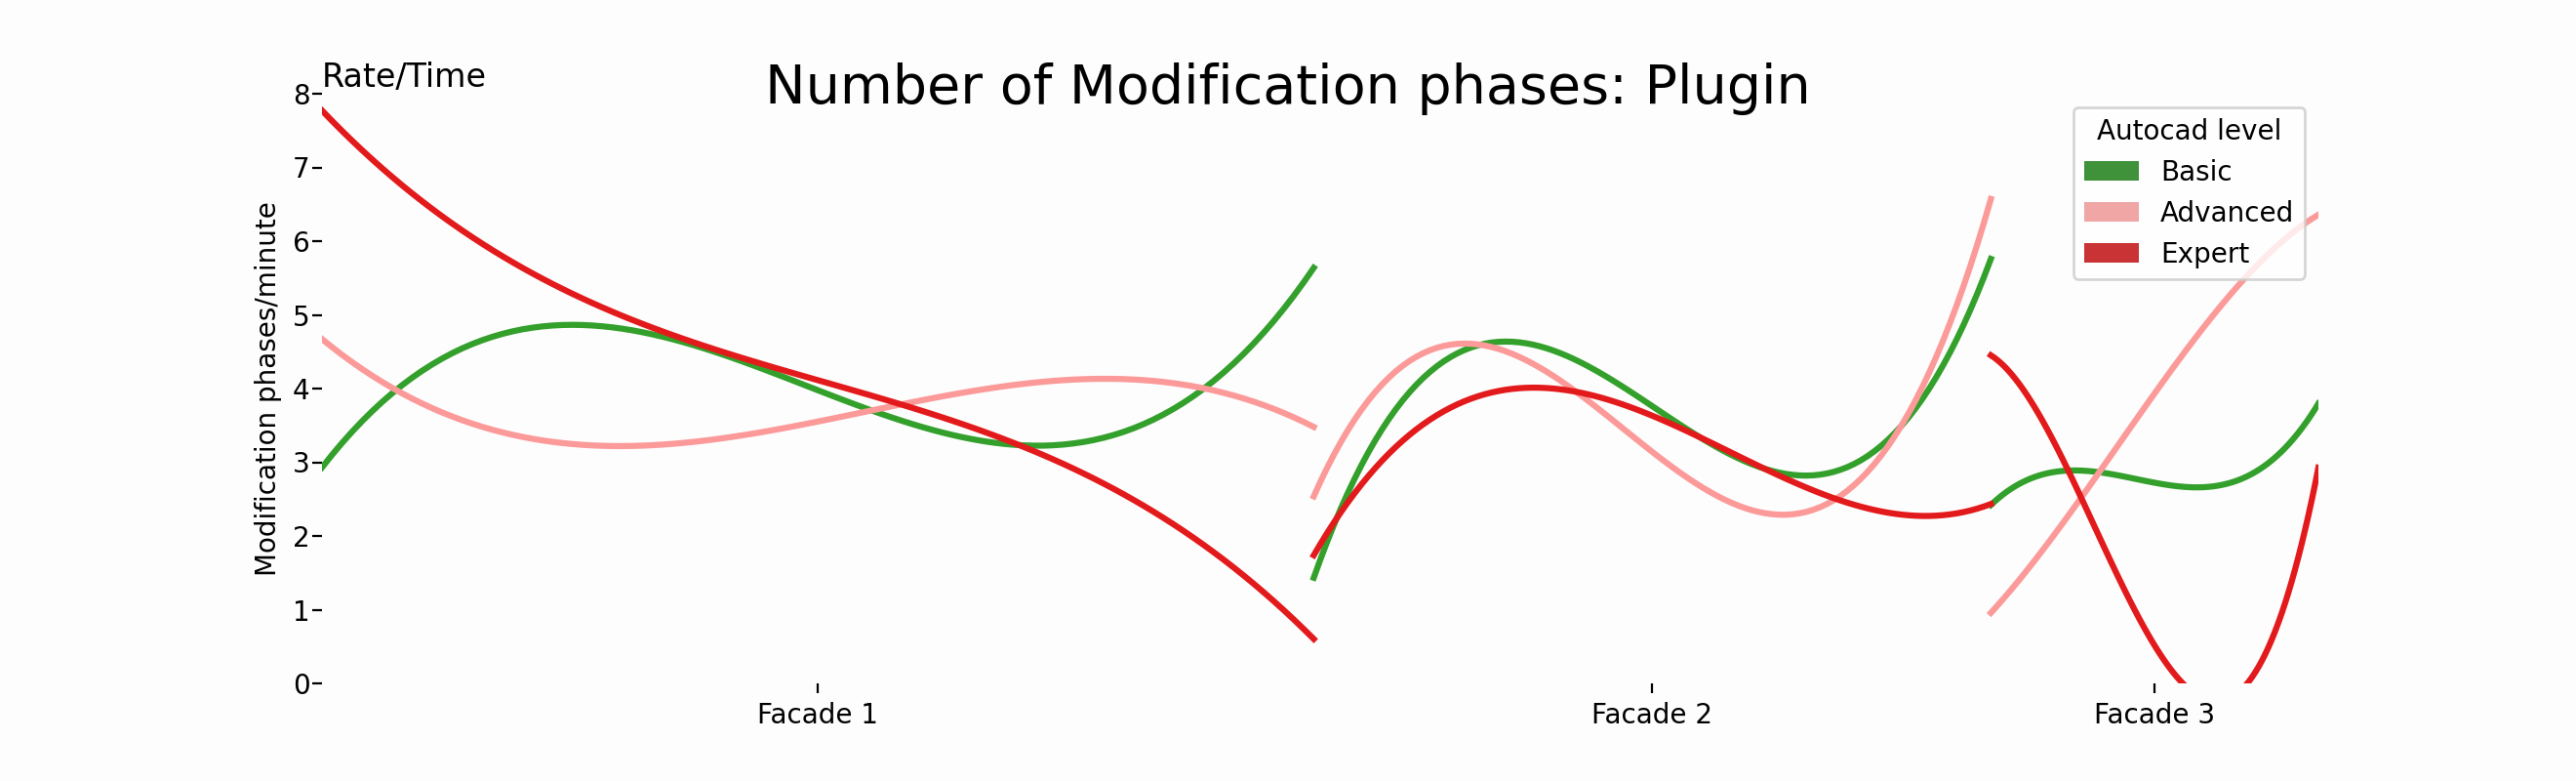 Number of Modification phases: Plugin
Rate/Time
Modification phases/minute
8
7
6
5
4
3
2
1
0
Facade 1
Facade 2
Facade 3
Autocad level
Basic
Advanced
Expert